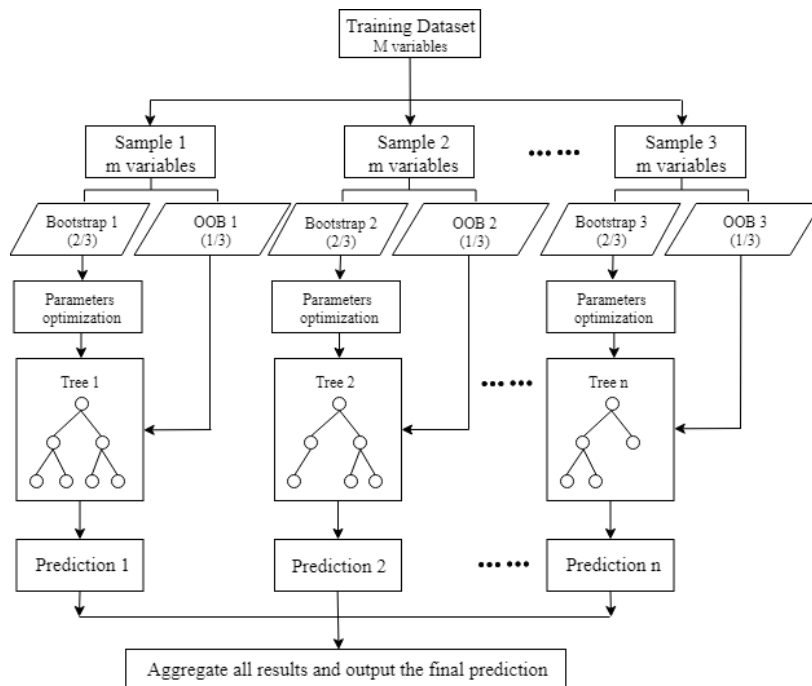 Training Dataset
M variables
Sample 1
m variables
Sample 2
m variables
Sample 3
m variables
Bootstrap 1
(2/3)
OOB 1
(1/3)
Bootstrap 2
(2/3)
OOB 2
(1/3)
Bootstrap 3
(2/3)
OOB 3
(1/3)
Parameters
optimization
Parameters
optimization
Parameters
optimization
Tree 1
Tree 2
Tree n
Prediction 1
Prediction 2
Prediction n
Aggregate all results and output the final prediction